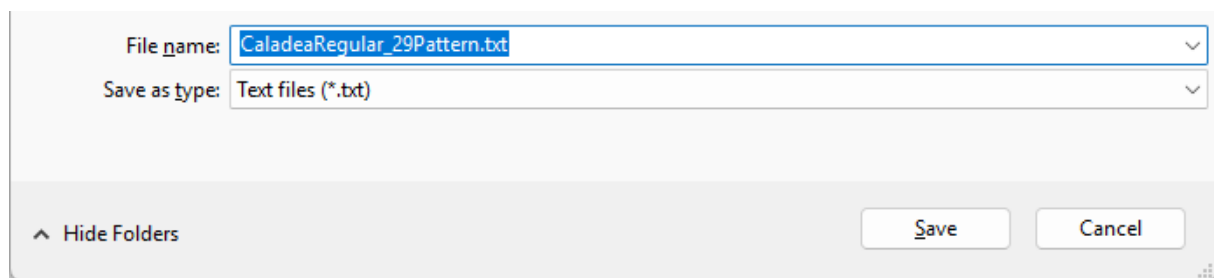 File name: CaladeaRegular_29Pattern.txt
Save as type: Text files (*.txt)
Hide Folders Save Cancel